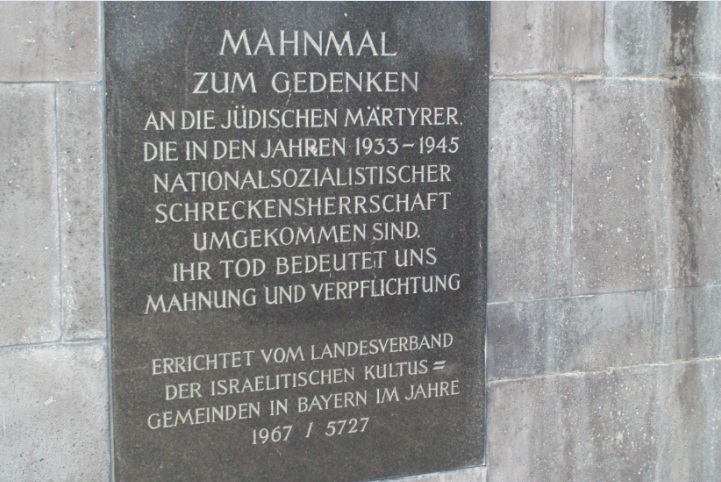 MAHNMAL
ZUM GEDENKEN
AN DIE JÜDISCHEN MÄRTYRER.
DIE IN DEN JAHREN 1933-1945
NATIONALSOZIALISTISCHER
SCHRECKENSHERRSCHAFT
UMGEKOMMEN SIND.
IHR TOD BEDEUTET UNS
MAHNUNG UND VERPFLICHTUNG
ERRICHTET VOM LANDESVERBAND
DER ISRAELITISCHEN KULTUS=
GEMEINDEN IN BAYERN IM JAHRE
1967 / 5727